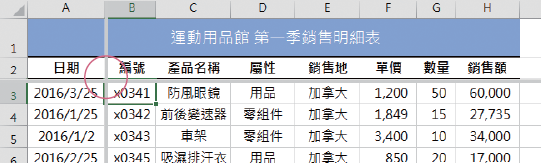 A B C D E F G H
1 運動用品館 第一季銷售明細表
2 日期 編號 產品名稱 屬性 銷售地 單價 數量 銷售額
3 2016/3/25 x0341 防風眼鏡 用品 加拿大 1,200 50 60,000
4 2016/1/25 x0342 前後變速器 零組件 加拿大 1,849 15 27,735
5 2016/1/2 x0343 車架 零組件 加拿大 3,400 10 34,000
6 2016/2/25 x0345 吸濕排汗衣 用品 加拿大 850 20 17,000